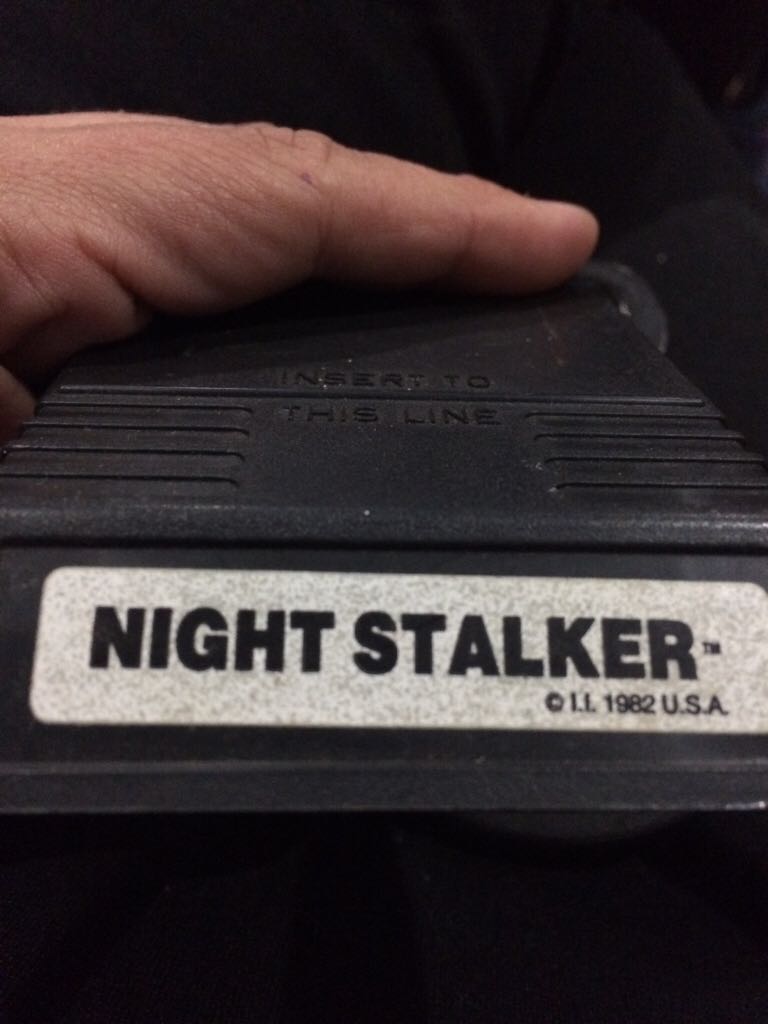 INSERT TO
THIS LINE
NIGHT STALKER™
© I.I. 1982 U.S.A.